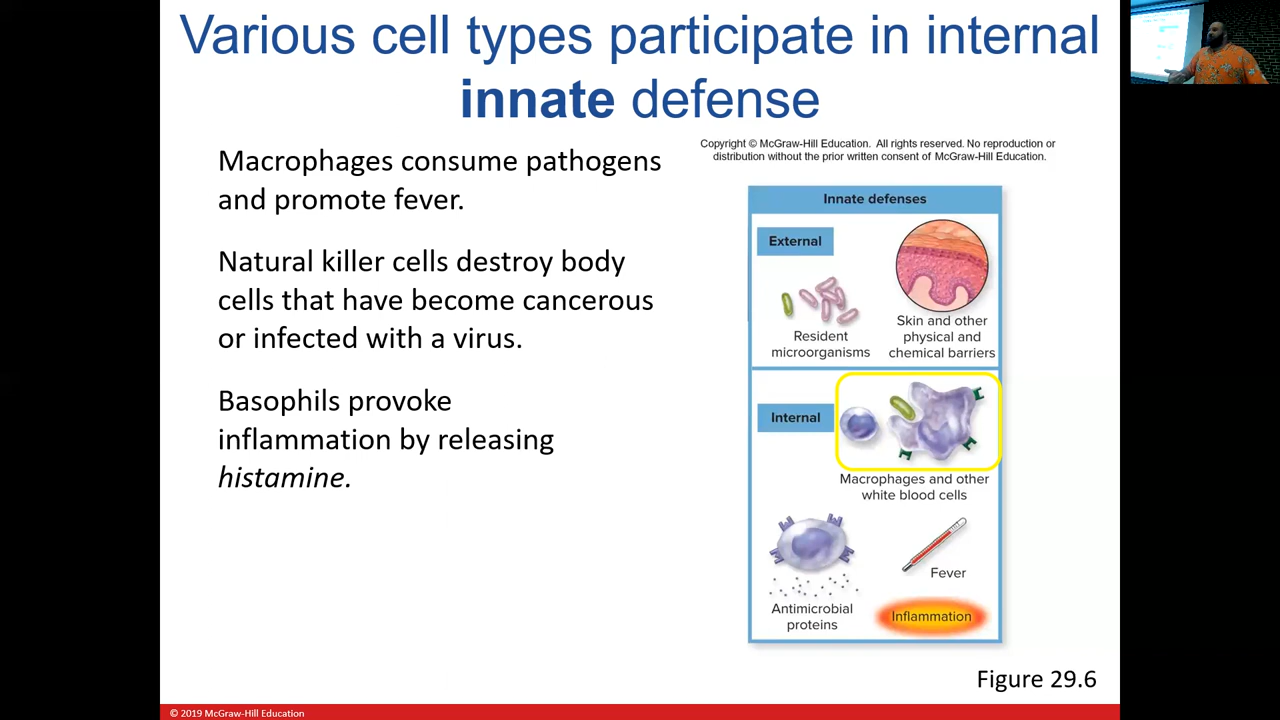 Various cell types participate in internal
innate defense
Macrophages consume pathogens
and promote fever.
Natural killer cells destroy body
cells that have become cancerous
or infected with a virus.
Basophils provoke
inflammation by releasing
histamine.
Copyright © McGraw-Hill Education. All rights reserved. No reproduction or
distribution without the prior written consent of McGraw-Hill Education.
Innate defenses
External
Resident
microorganisms
Skin and other
physical and
chemical barriers
Internal
Macrophages and other
white blood cells
Antimicrobial
proteins
Fever
Inflammation
Figure 29.6
© 2019 McGraw-Hill Education